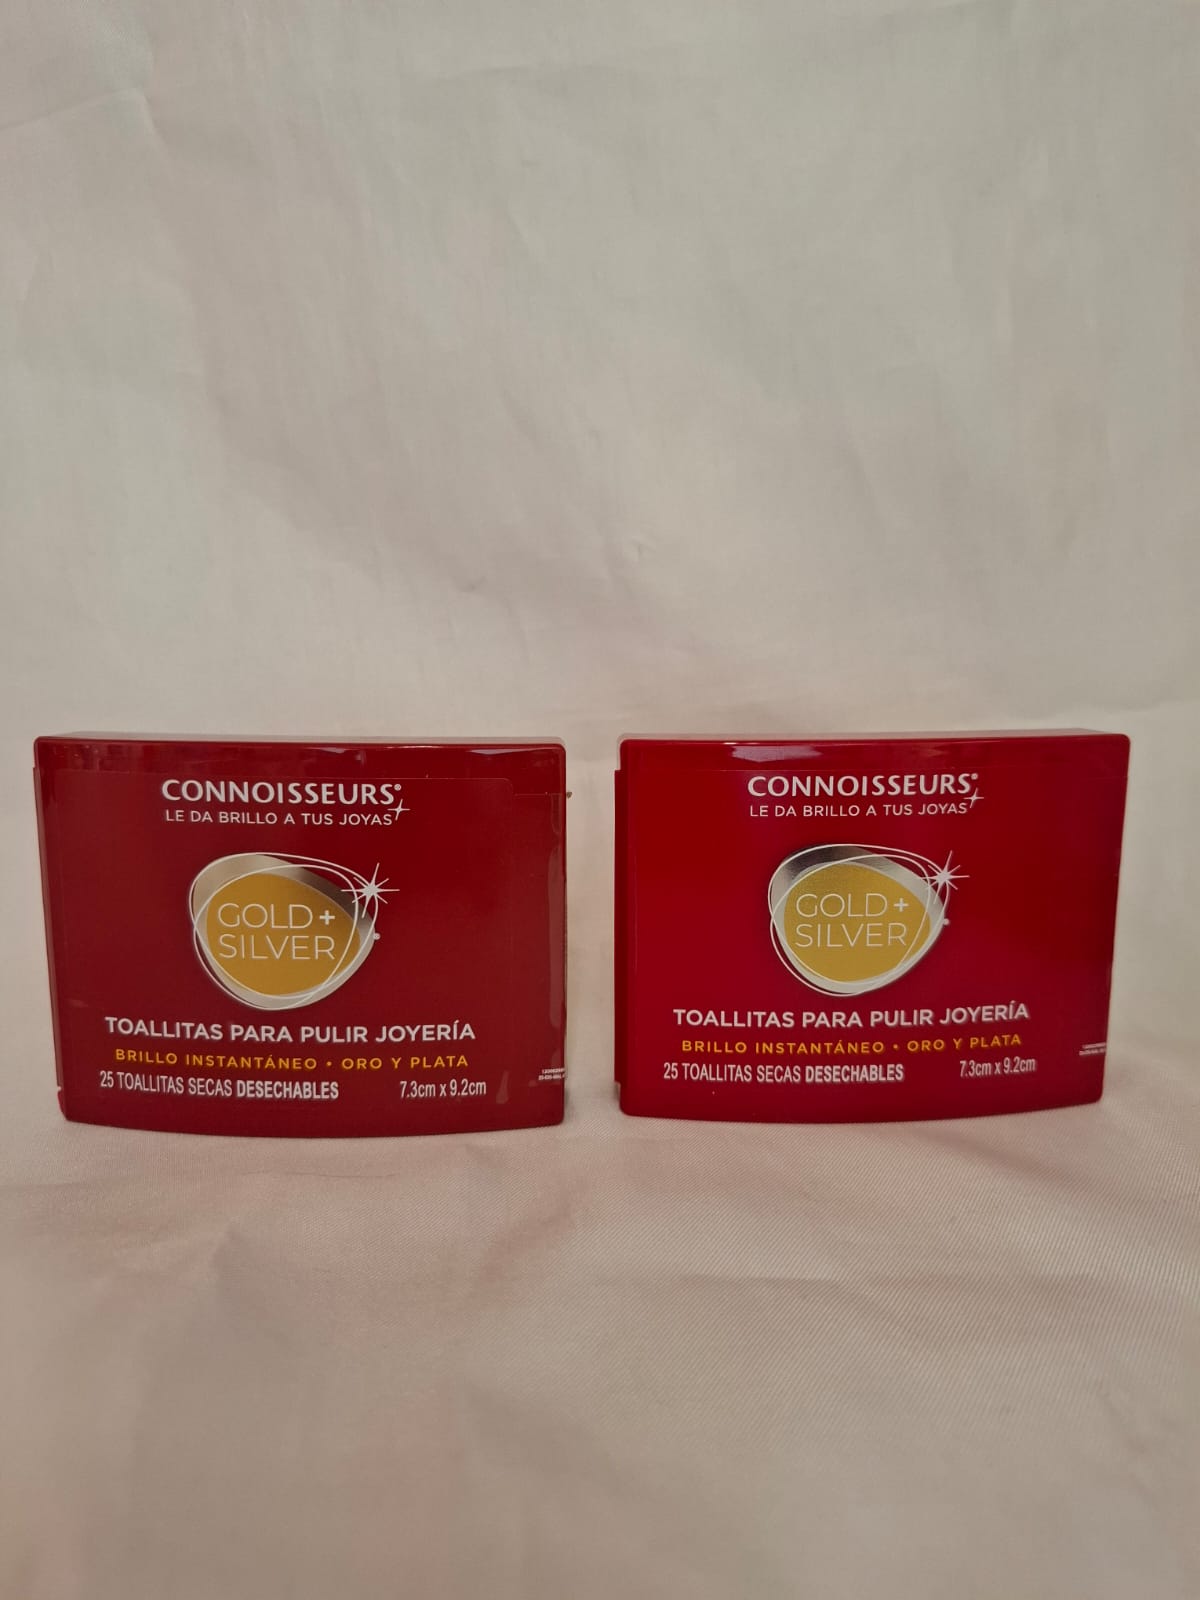 CONNOISSEURS®
LE DA BRILLO A TUS JOYAS
GOLD+
SILVER
TOALLITAS PARA PULIR JOYERÍA
BRILLO INSTANTÁNEO • ORO Y PLATA
25 TOALLITAS SECAS DESECHABLES 7.3cm x 9.2cm
CONNOISSEURS®
LE DA BRILLO A TUS JOYAS
GOLD+
SILVER
TOALLITAS PARA PULIR JOYERÍA
BRILLO INSTANTÁNEO • ORO Y PLATA
25 TOALLITAS SECAS DESECHABLES 7.3cm x 9.2cm